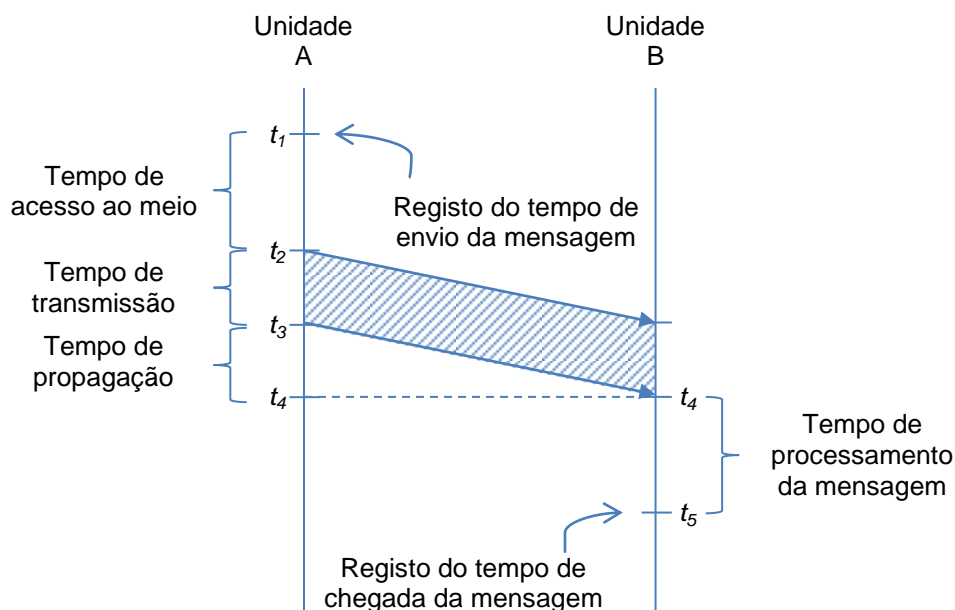 Unidade
A
Unidade
B
t1
Tempo de
acesso ao meio
Registo do tempo de
envio da mensagem
t2
Tempo de
transmissão
t3
Tempo de
propagação
t4
t4
Tempo de
processamento
da mensagem
t5
Registo do tempo de
chegada da mensagem